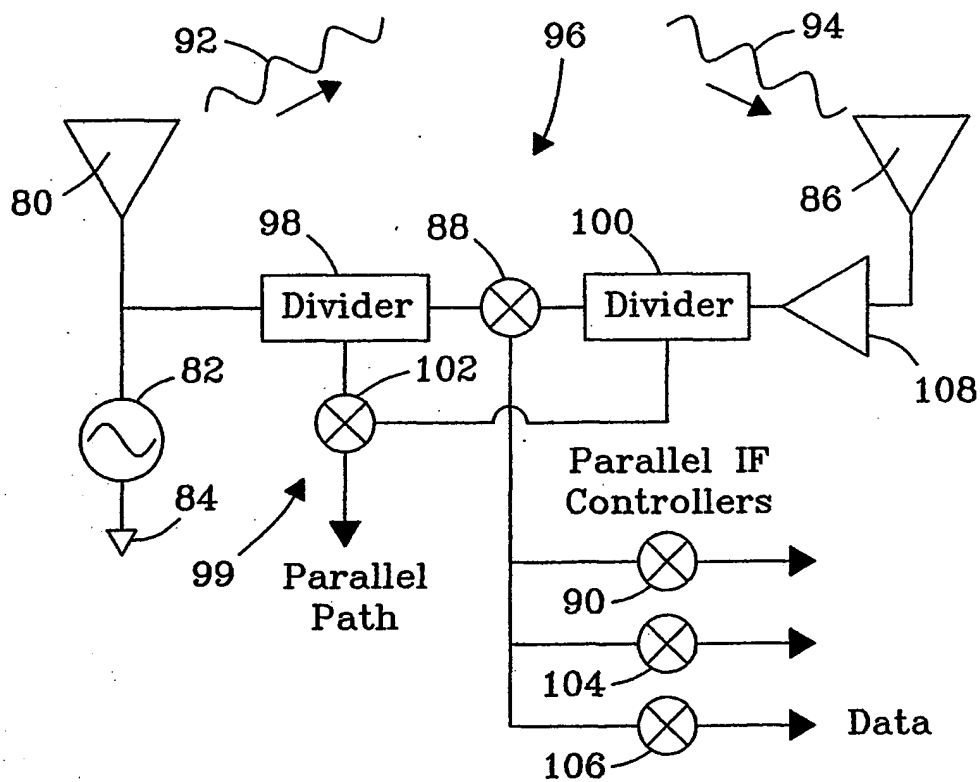 92
96
94
80
98
88
100
86
Divider
Divider
82
102
108
84
99
Parallel IF
Controllers
Parallel
Path
90
104
Data
106